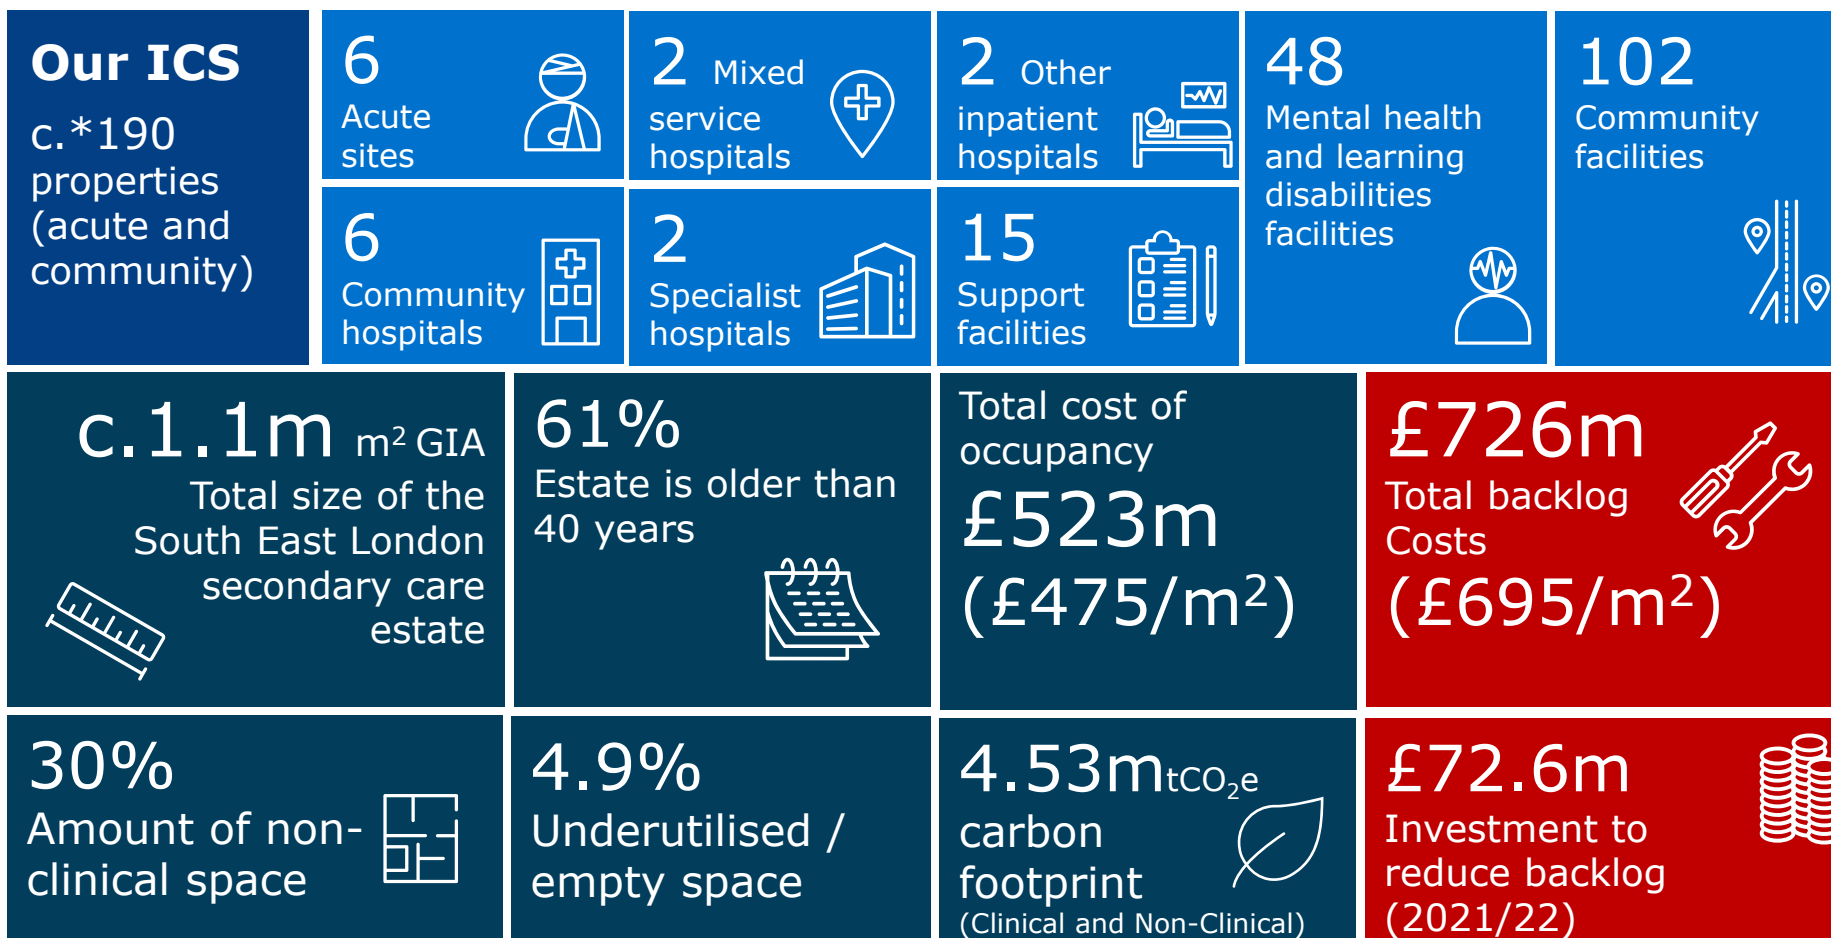 Our ICS
c.*190
properties
(acute and
community)
6
Acute
sites
2 Mixed
service
hospitals
2 Other
inpatient
hospitals
48
Mental health
and learning
disabilities
facilities
102
Community
facilities
6
Community
hospitals
2
Specialist
hospitals
15
Support
facilities
c.1.1m m² GIA
Total size of the
South East London
secondary care
estate
61%
Estate is older than
40 years
Total cost of
occupancy
£523m
(£475/m²)
£726m
Total backlog
Costs
(£695/m²)
30%
Amount of non-
clinical space
4.9%
Underutilised /
empty space
4.53mtCO₂e
carbon
footprint
(Clinical and Non-Clinical)
£72.6m
Investment to
reduce backlog
(2021/22)